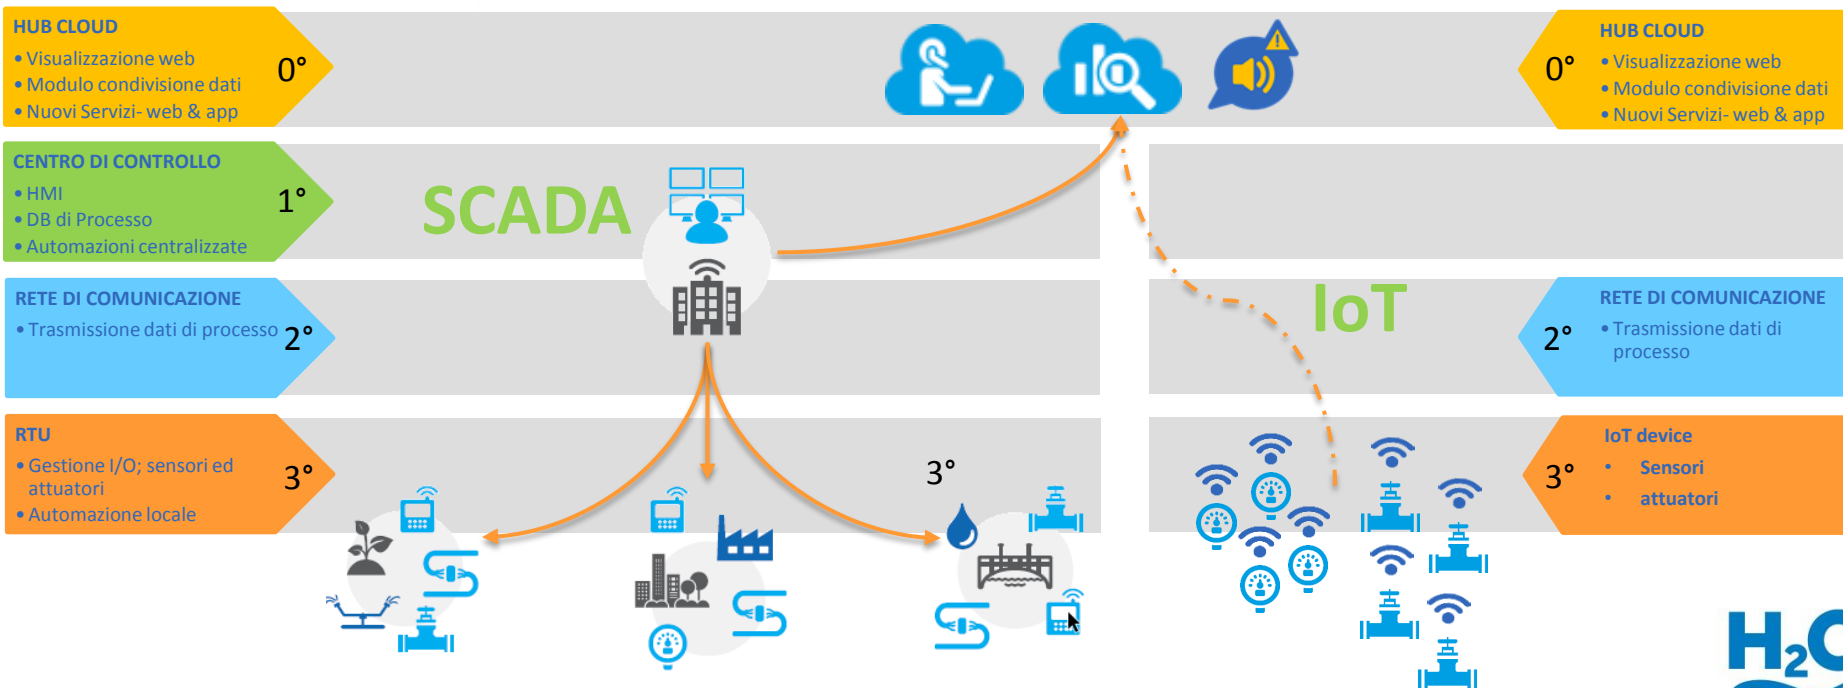 HUB CLOUD
• Visualizzazione web
• Modulo condivisione dati
• Nuovi Servizi- web & app
0°
CENTRO DI CONTROLLO
• HMI
• DB di Processo
• Automazioni centralizzate
1°
SCADA
RETE DI COMUNICAZIONE
• Trasmissione dati di processo
2°
RTU
• Gestione I/O; sensori ed
attuatori
• Automazione locale
3°
3°
HUB CLOUD
• Visualizzazione web
• Modulo condivisione dati
• Nuovi Servizi- web & app
0°
IoT
RETE DI COMUNICAZIONE
• Trasmissione dati di
processo
2°
IoT device
• Sensori
• attuatori
3°
H2O